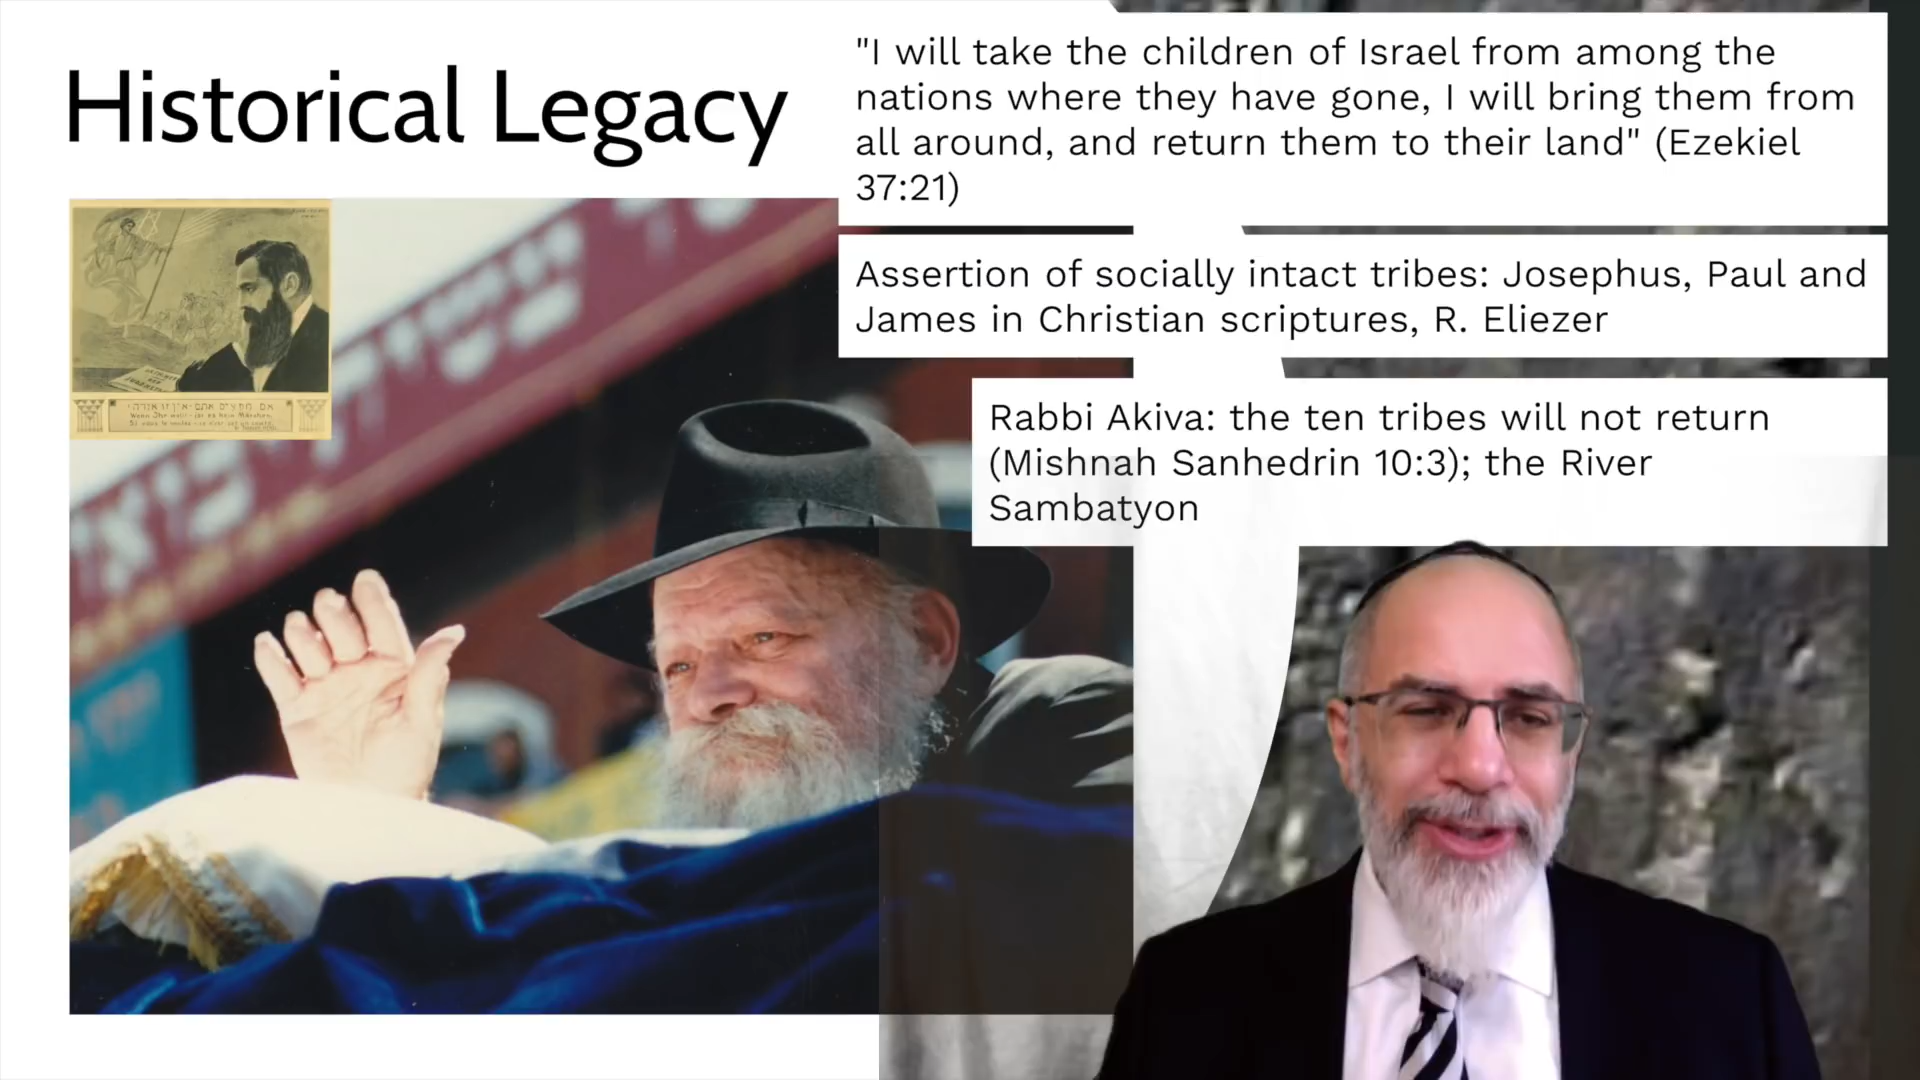 Historical Legacy
"I will take the children of Israel from among the
nations where they have gone, I will bring them from
all around, and return them to their land" (Ezekiel
37:21)
Assertion of socially intact tribes: Josephus, Paul and
James in Christian scriptures, R. Eliezer
Rabbi Akiva: the ten tribes will not return
(Mishnah Sanhedrin 10:3); the River
Sambatyon